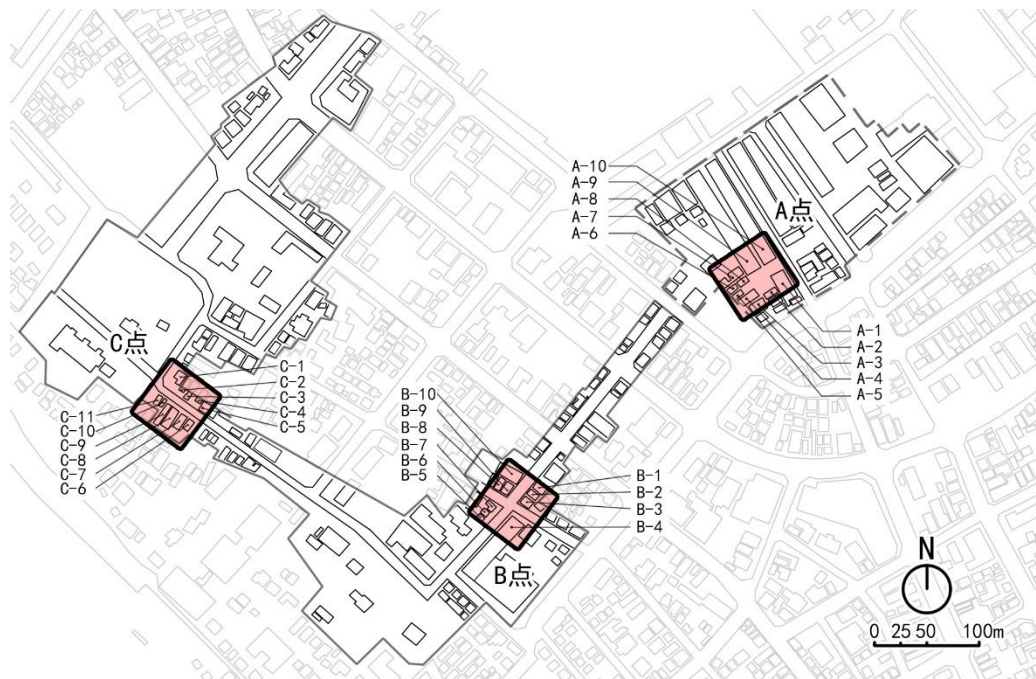 A-10
A-9
A-8
A-7
A-6
A点
A-1
A-2
A-3
A-4
A-5
C点
C-1
C-2
C-3
C-4
C-5
C-11
C-10
C-9
C-8
C-7
C-6
B-10
B-9
B-8
B-7
B-6
B-5
B-1
B-2
B-3
B-4
B点
N
0 25 50 100m